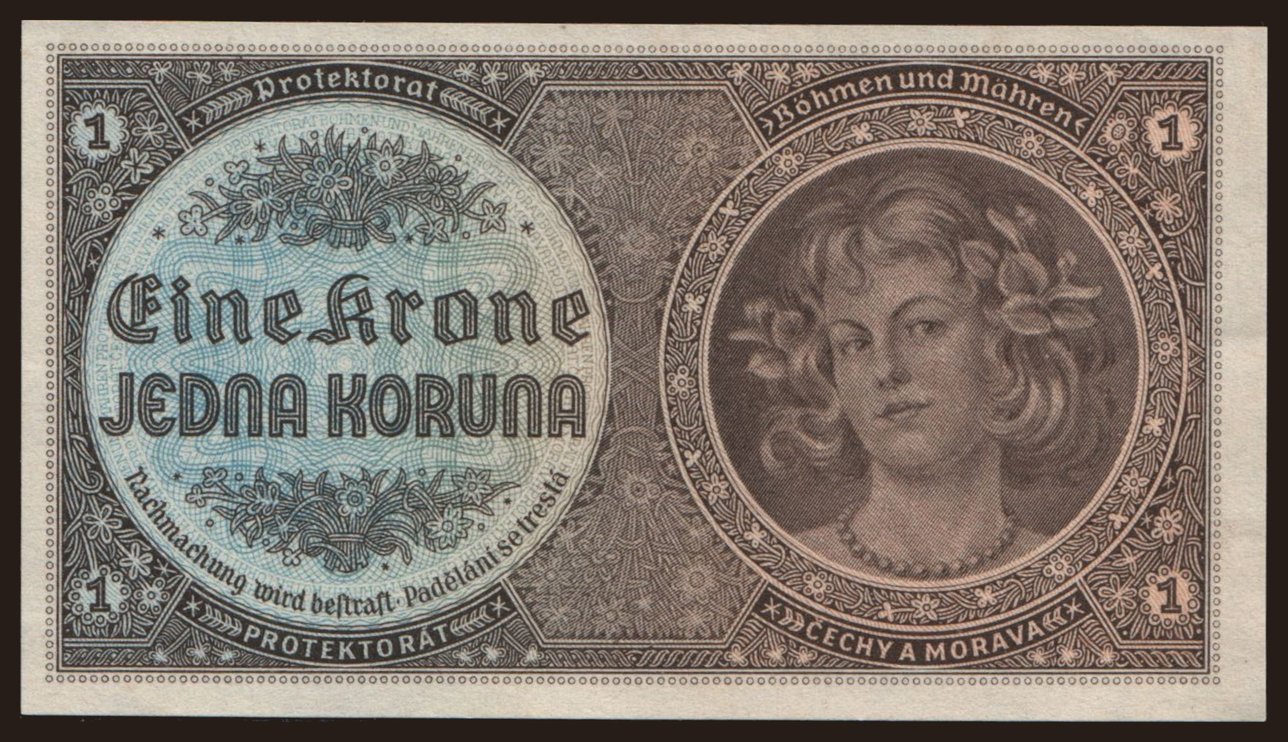 Protektorat
Böhmen und Mähren
1
1
Eine Krone
JEDNA KORUNA
Nachmachung wird bestraft · Padělání se trestá
1
1
PROTEKTORÁT
ČECHY A MORAVA